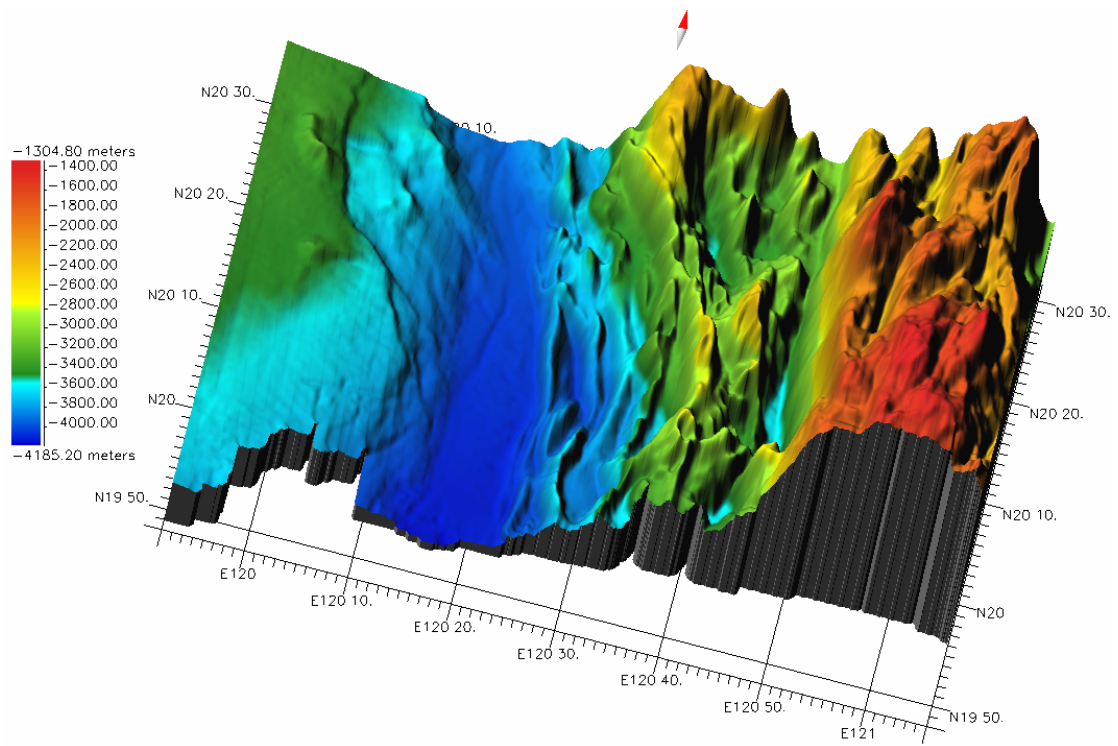 N20 30.
20 10.
-1304.80 meters
-1400.00
-1600.00
-1800.00
-2000.00
-2200.00
-2400.00
-2600.00
-2800.00
-3000.00
-3200.00
-3400.00
-3600.00
-3800.00
-4000.00
-4185.20 meters
N20 20.
N20 10.
N20
N19 50.
E120
E120 10.
E120 20.
E120 30.
E120 40.
E120 50.
E121
N20 30.
N20 20.
N20 10.
N20
N19 50.